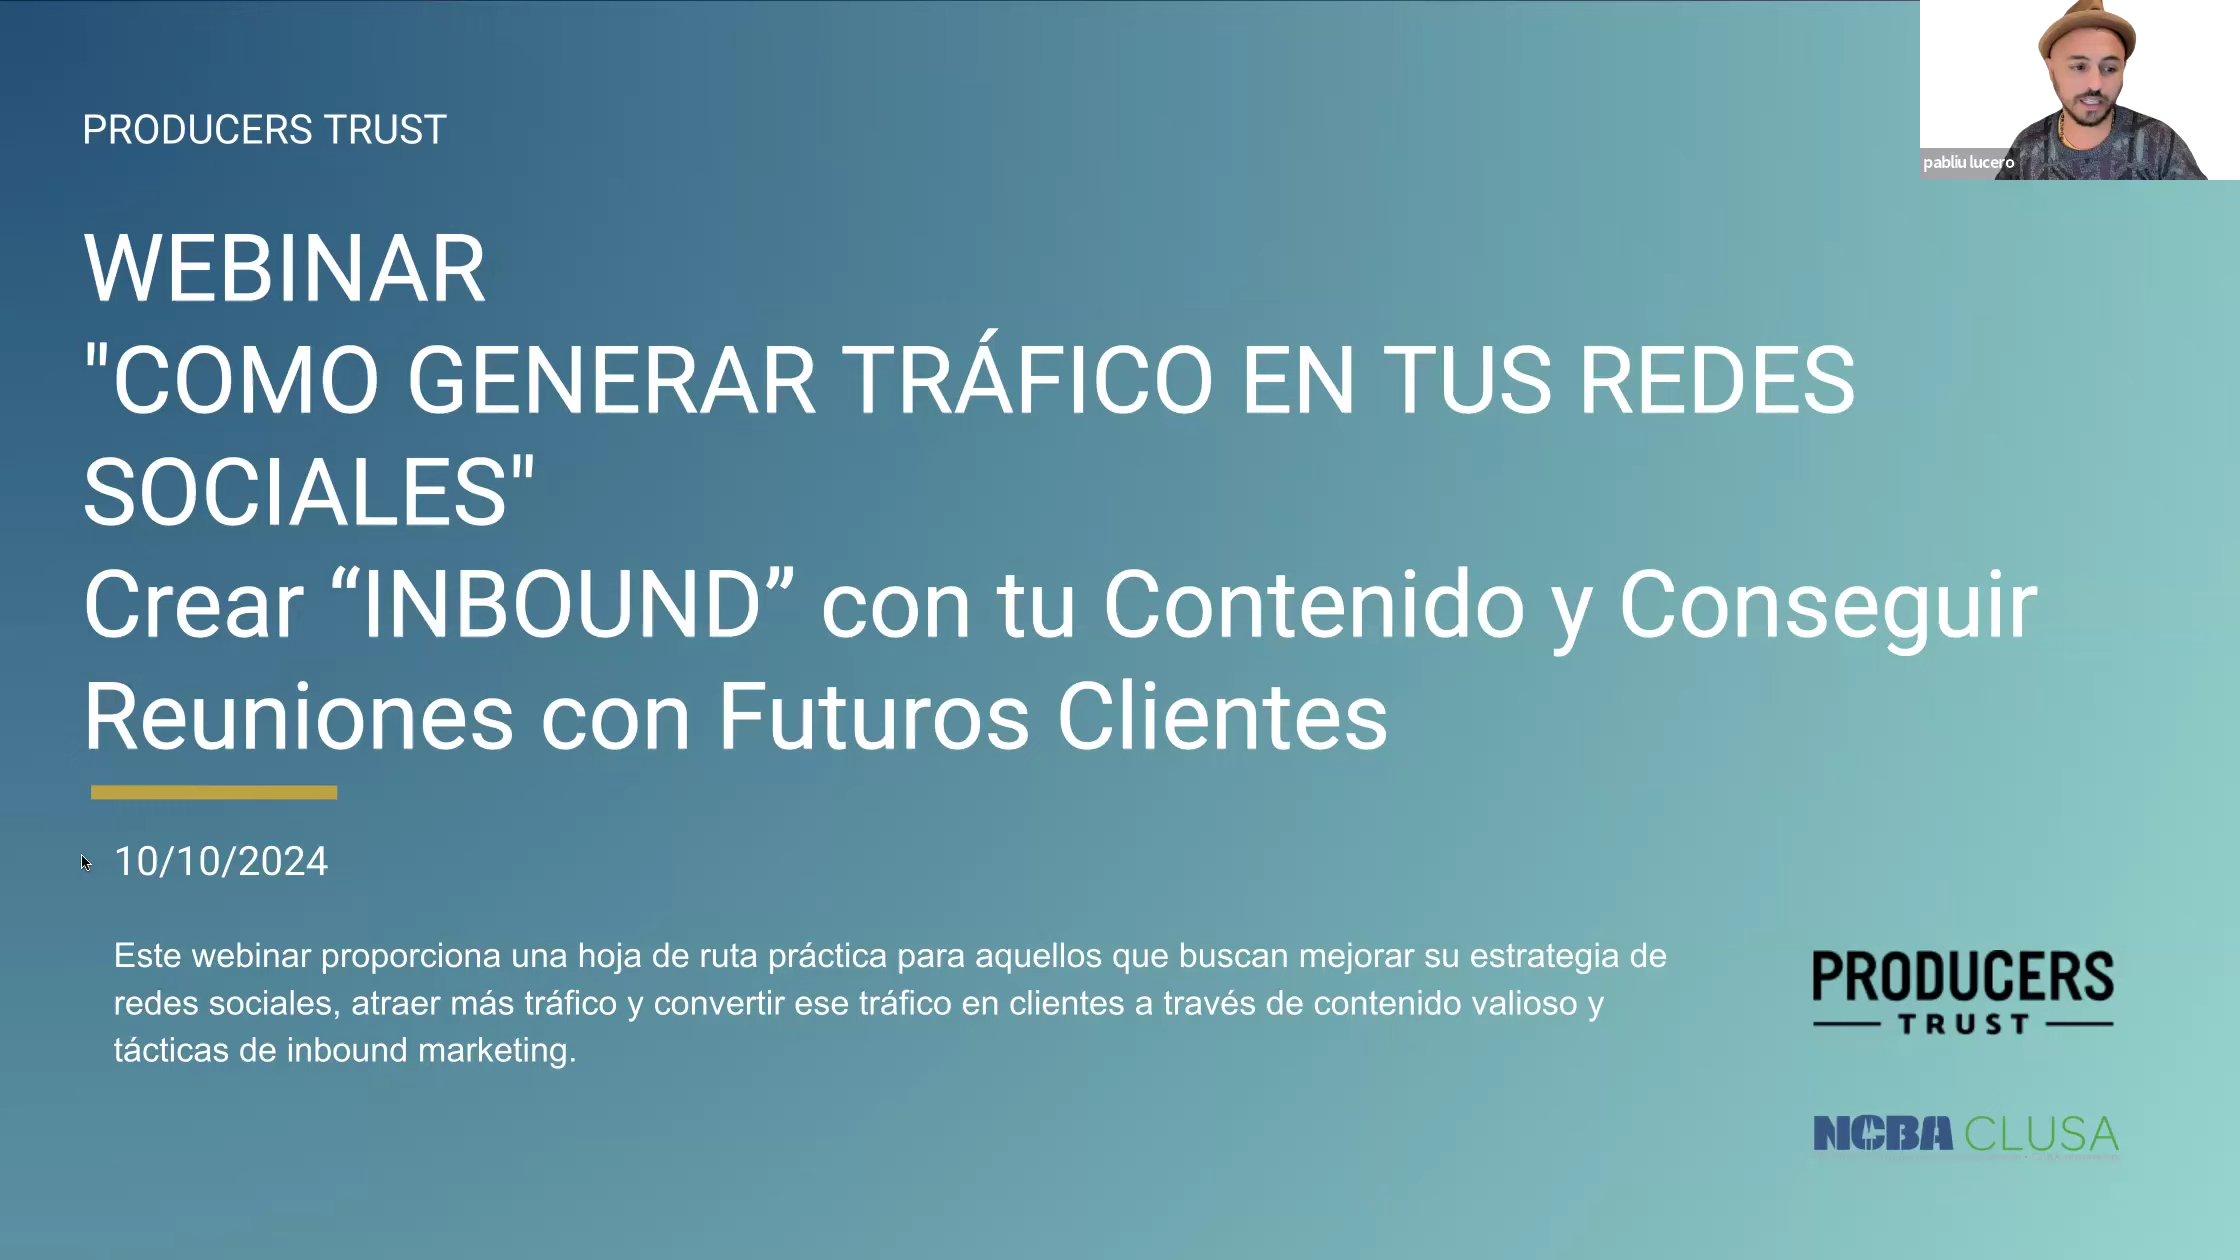 PRODUCERS TRUST
pabliu lucero
WEBINAR
"COMO GENERAR TRÁFICO EN TUS REDES
SOCIALES"
Crear “INBOUND” con tu Contenido y Conseguir
Reuniones con Futuros Clientes
10/10/2024
Este webinar proporciona una hoja de ruta práctica para aquellos que buscan mejorar su estrategia de
redes sociales, atraer más tráfico y convertir ese tráfico en clientes a través de contenido valioso y
tácticas de inbound marketing.
PRODUCERS
TRUST
NCBA CLUSA